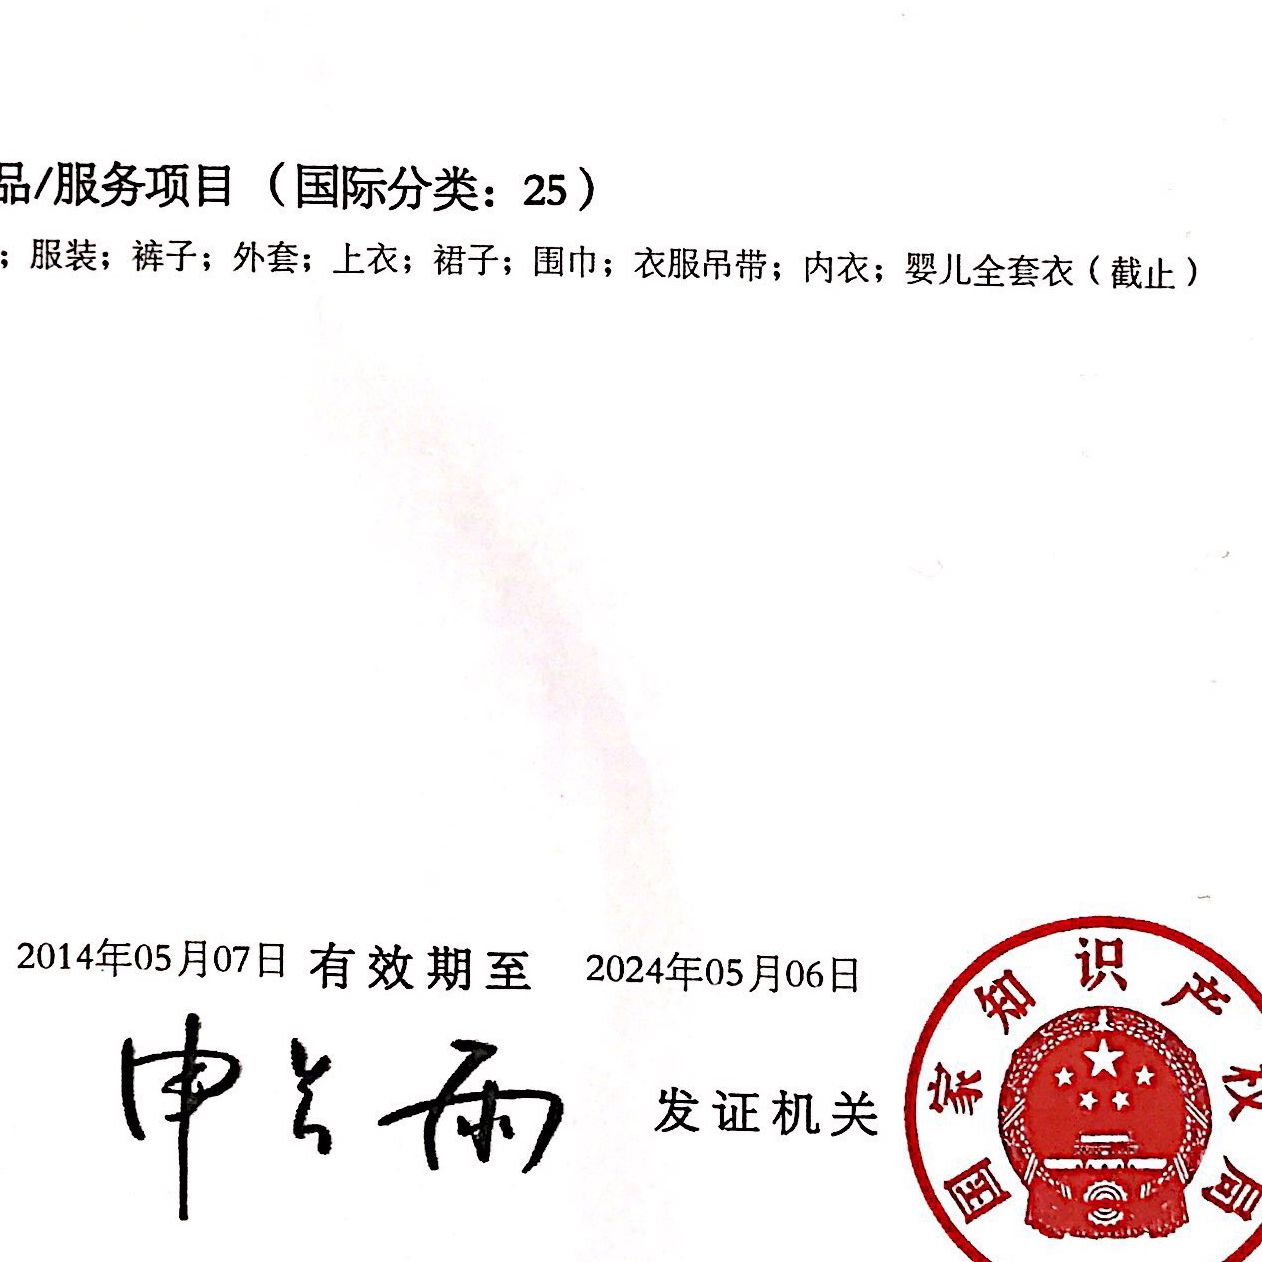 品/服务项目（国际分类：25）
；服装；裤子；外套；上衣；裙子；围巾；衣服吊带；内衣；婴儿全套衣（截止）
2014年05月07日 有效期至 2024年05月06日
申长雨
发证机关
国家知识产权局